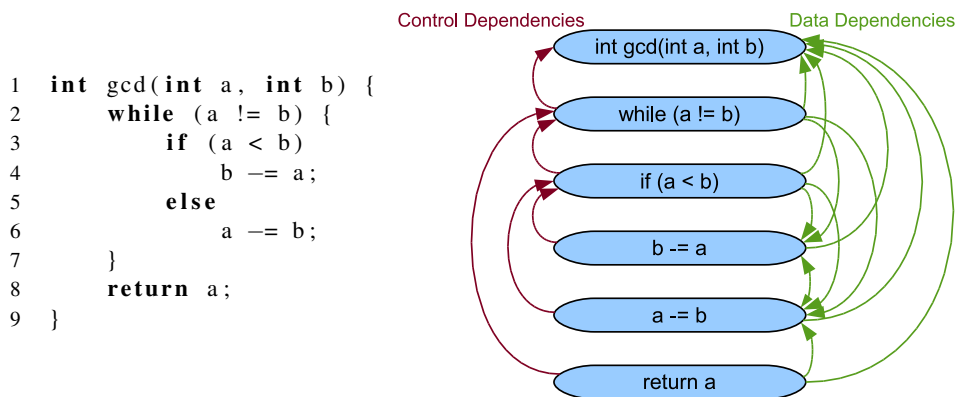 1 int gcd(int a, int b) {
2 while (a != b) {
3 if (a < b)
4 b −= a;
5 else
6 a −= b;
7 }
8 return a;
9 }
Control Dependencies
Data Dependencies
int gcd(int a, int b)
while (a != b)
if (a < b)
b -= a
a -= b
return a